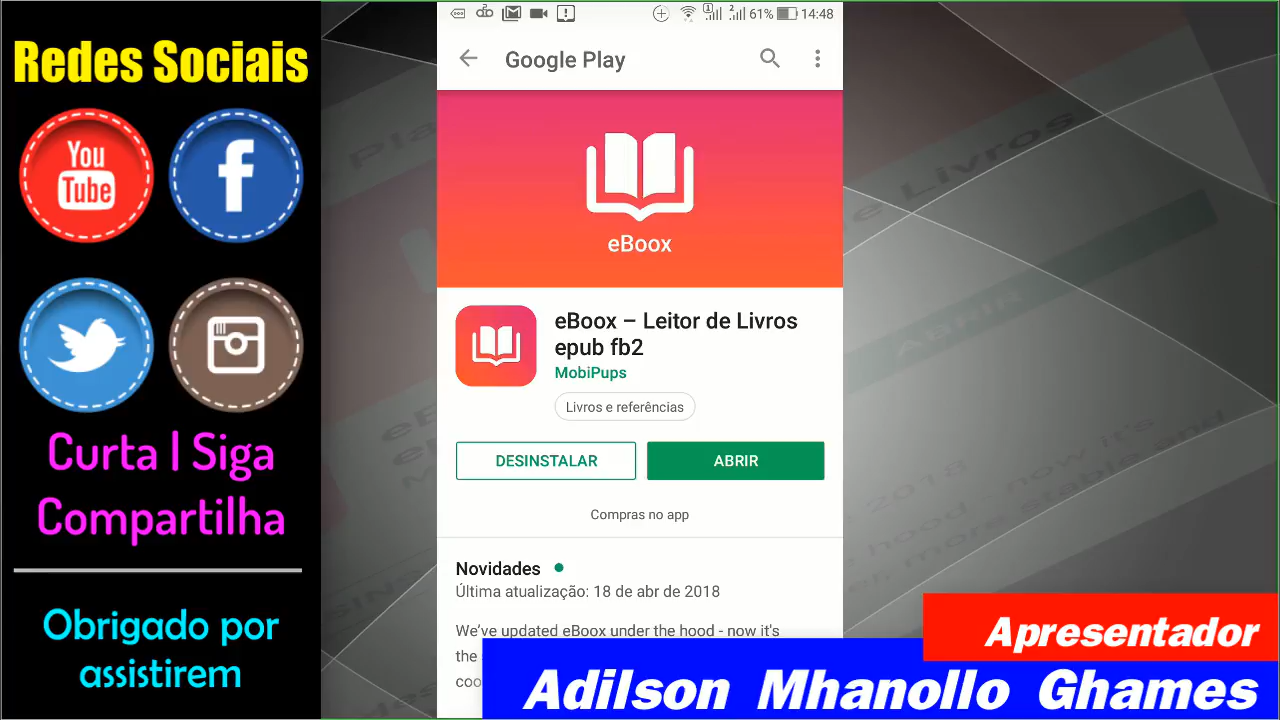 Redes Sociais
You
Tube
f
Curta | Siga
Compartilha
Obrigado por
assistirem
61% 14:48
Google Play
eBoox
eBoox – Leitor de Livros
epub fb2
MobiPups
Livros e referências
DESINSTALAR
ABRIR
Compras no app
Novidades
Última atualização: 18 de abr de 2018
We've updated eBoox under the hood - now it's
the
Apresentador
Adilson Mhanollo Ghames